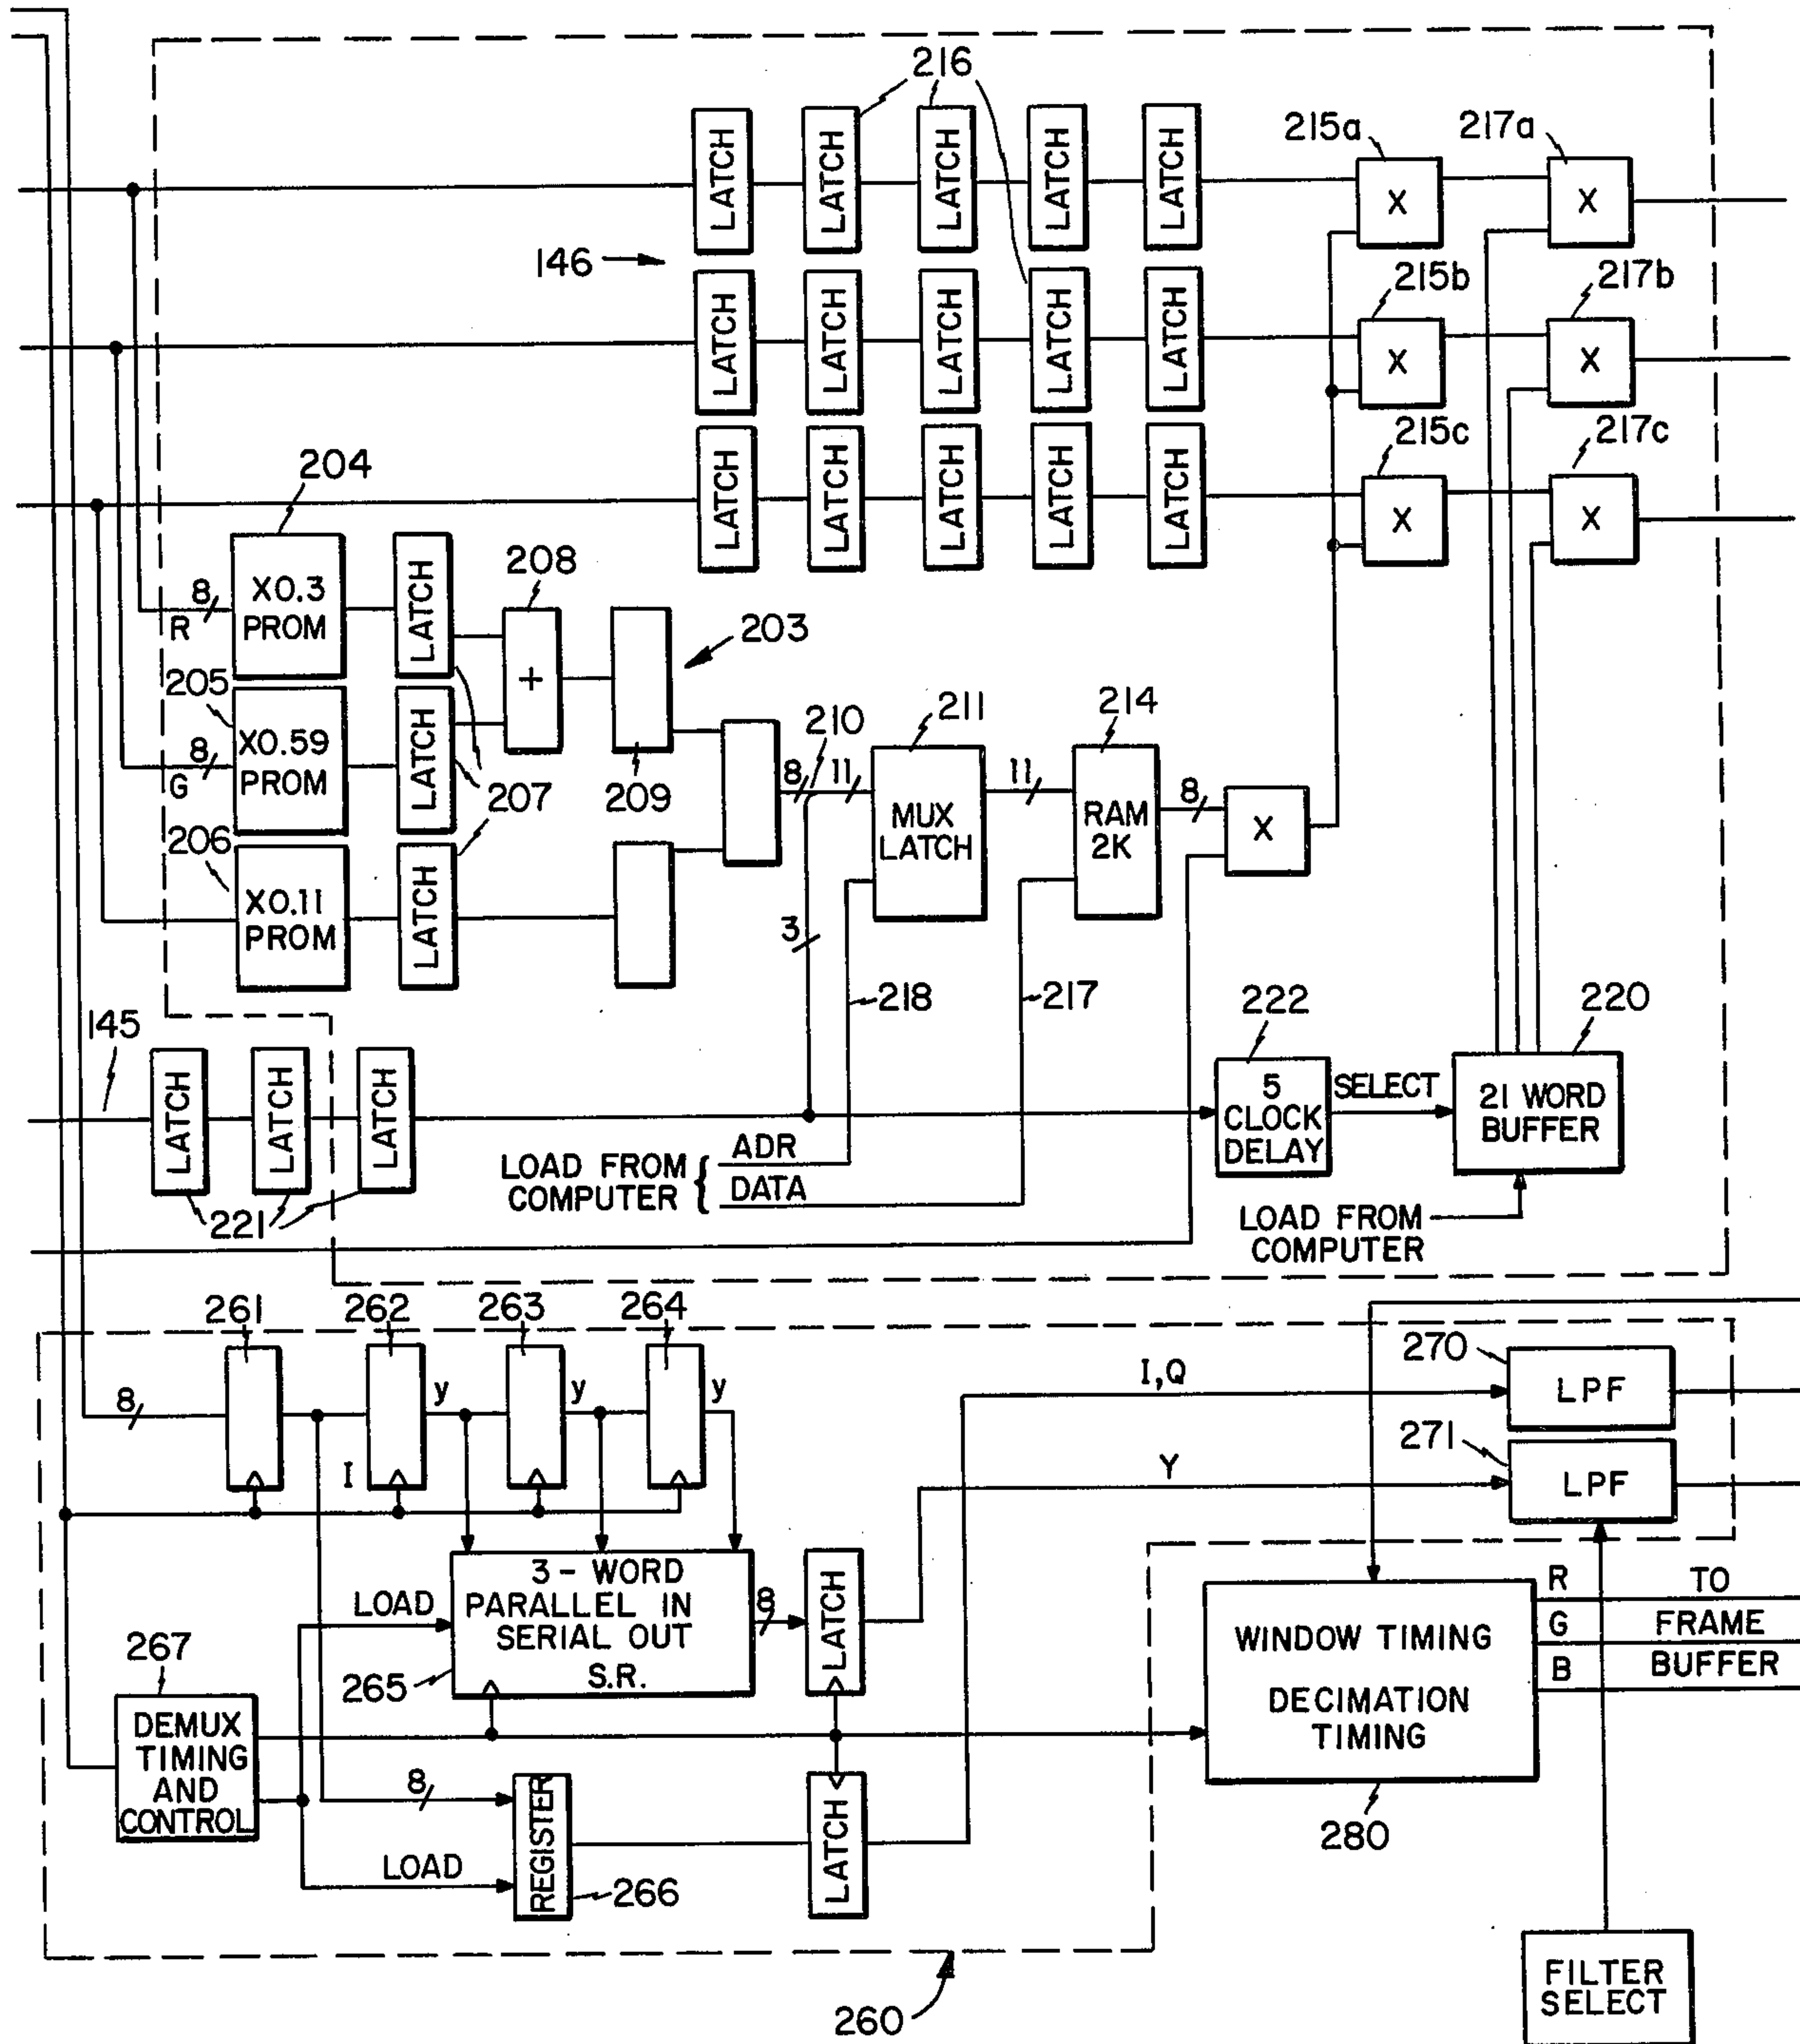 216
LATCH LATCH LATCH LATCH LATCH
215a 217a
X X
146
LATCH LATCH LATCH LATCH LATCH
215b 217b
X X
LATCH LATCH LATCH LATCH LATCH
215c 217c
X X
204
8
R
X0.3
PROM
LATCH
208
+
203
205
8
G
X0.59
PROM
LATCH
207
209
206
X0.11
PROM
LATCH
8
210
11
211
MUX
LATCH
11
214
RAM
2K
8
X
3
218
217
145
LATCH LATCH LATCH
221
222
5
CLOCK
DELAY
SELECT
220
21 WORD
BUFFER
LOAD FROM
COMPUTER
{
ADR
DATA
LOAD FROM
COMPUTER
261 262 263 264
8
I
y y y
I,Q
270
LPF
Y
271
LPF
3 - WORD
PARALLEL IN
SERIAL OUT
S.R.
LOAD
265
8
LATCH
267
DEMUX
TIMING
AND
CONTROL
8
LOAD
REGISTER
266
LATCH
WINDOW TIMING
DECIMATION
TIMING
280
R TO
G FRAME
B BUFFER
260
FILTER
SELECT